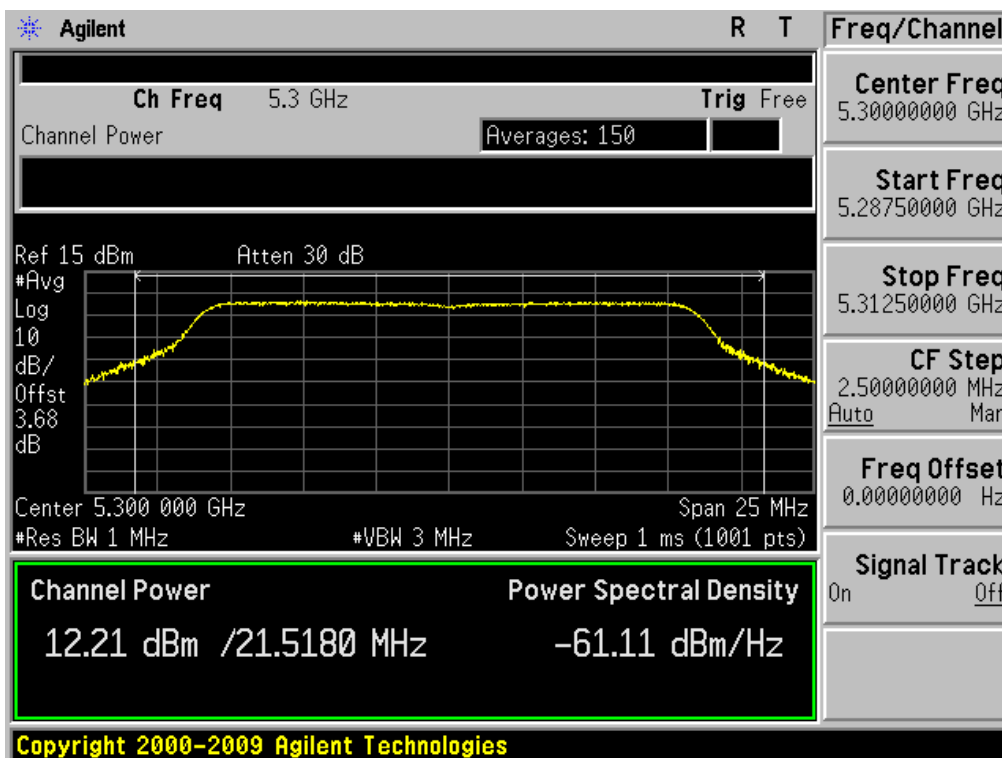 Agilent R T
Ch Freq 5.3 GHz Trig Free
Channel Power Averages: 150
Ref 15 dBm Atten 30 dB
#Avg
Log
10
dB/
Offst
3.68
dB
Center 5.300 000 GHz Span 25 MHz
#Res BW 1 MHz #VBW 3 MHz Sweep 1 ms (1001 pts)
Channel Power Power Spectral Density
12.21 dBm /21.5180 MHz -61.11 dBm/Hz
Copyright 2000-2009 Agilent Technologies
Freq/Channel
Center Freq
5.30000000 GHz
Start Freq
5.28750000 GHz
Stop Freq
5.31250000 GHz
CF Step
2.50000000 MHz
Auto Man
Freq Offset
0.00000000 Hz
Signal Track
On Off